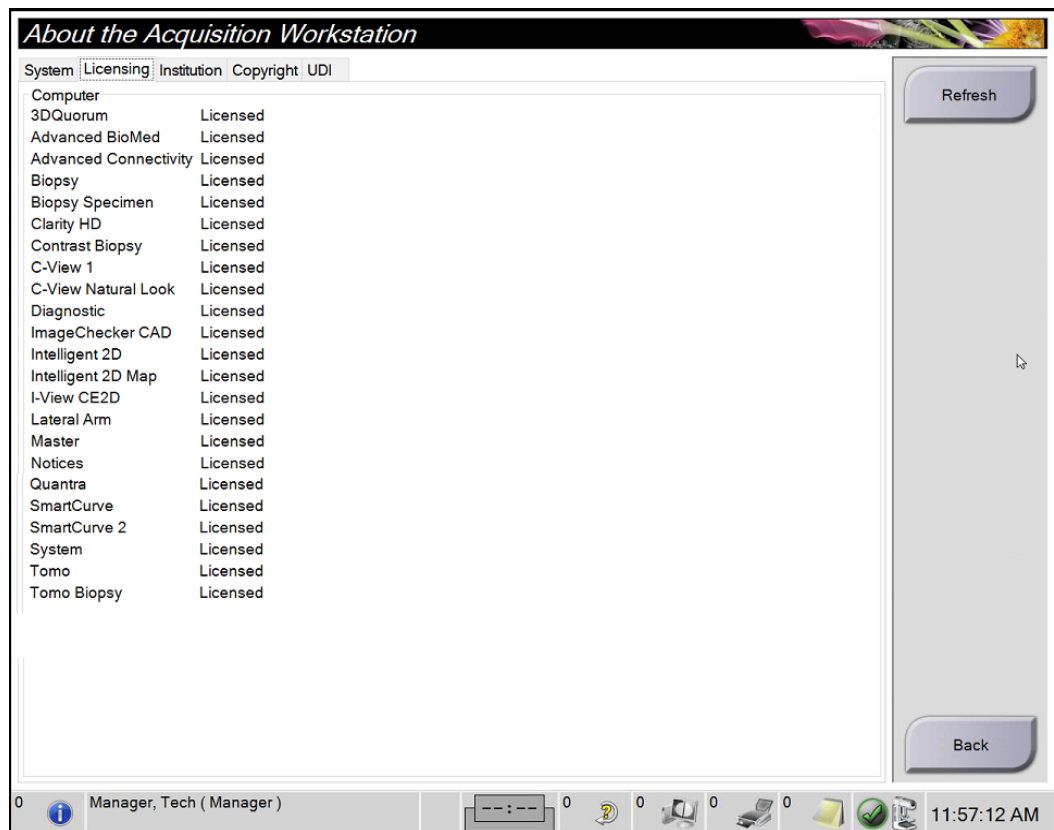 About the Acquisition Workstation
System Licensing Institution Copyright UDI
Computer
3DQuorum Licensed
Advanced BioMed Licensed
Advanced Connectivity Licensed
Biopsy Licensed
Biopsy Specimen Licensed
Clarity HD Licensed
Contrast Biopsy Licensed
C-View 1 Licensed
C-View Natural Look Licensed
Diagnostic Licensed
ImageChecker CAD Licensed
Intelligent 2D Licensed
Intelligent 2D Map Licensed
I-View CE2D Licensed
Lateral Arm Licensed
Master Licensed
Notices Licensed
Quantra Licensed
SmartCurve Licensed
SmartCurve 2 Licensed
System Licensed
Tomo Licensed
Tomo Biopsy Licensed
Refresh
Back
0 Manager, Tech ( Manager ) --:-- 0 0 0 0 11:57:12 AM